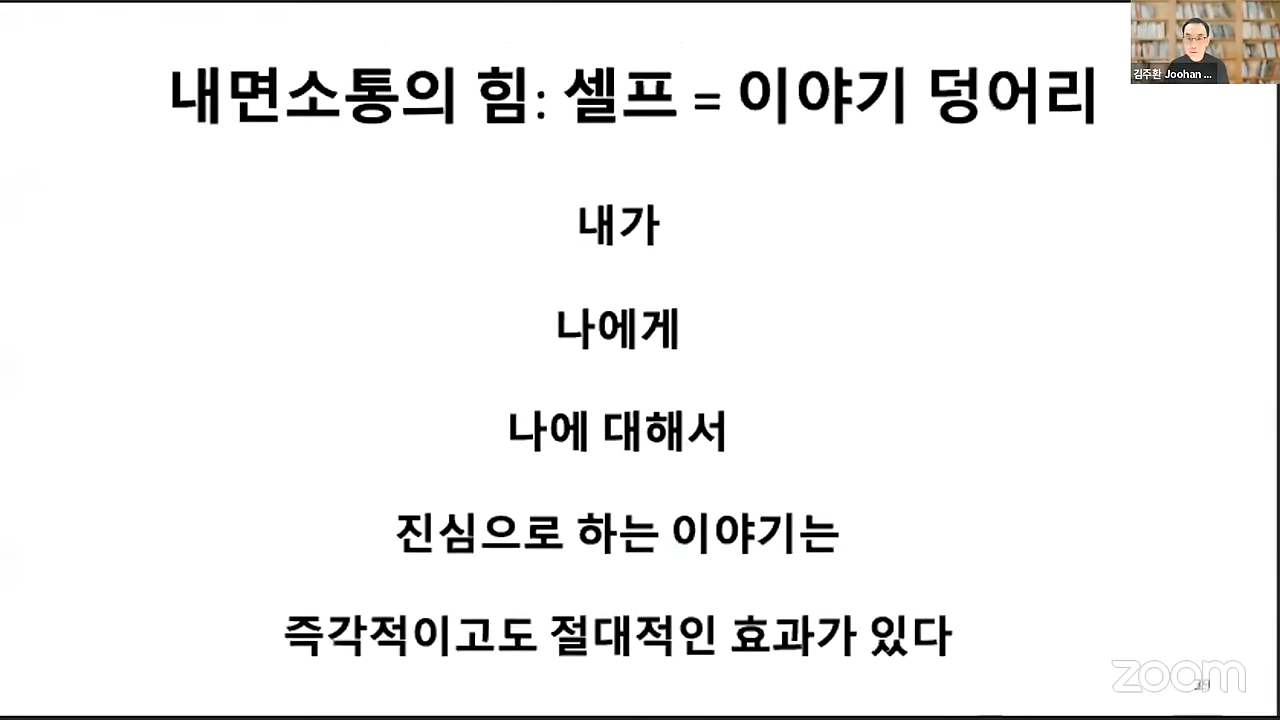 내면소통의 힘: 셀프 = 이야기 덩어리
김주환 Joohan ...
내가
나에게
나에 대해서
진심으로 하는 이야기는
즉각적이고도 절대적인 효과가 있다
zoom